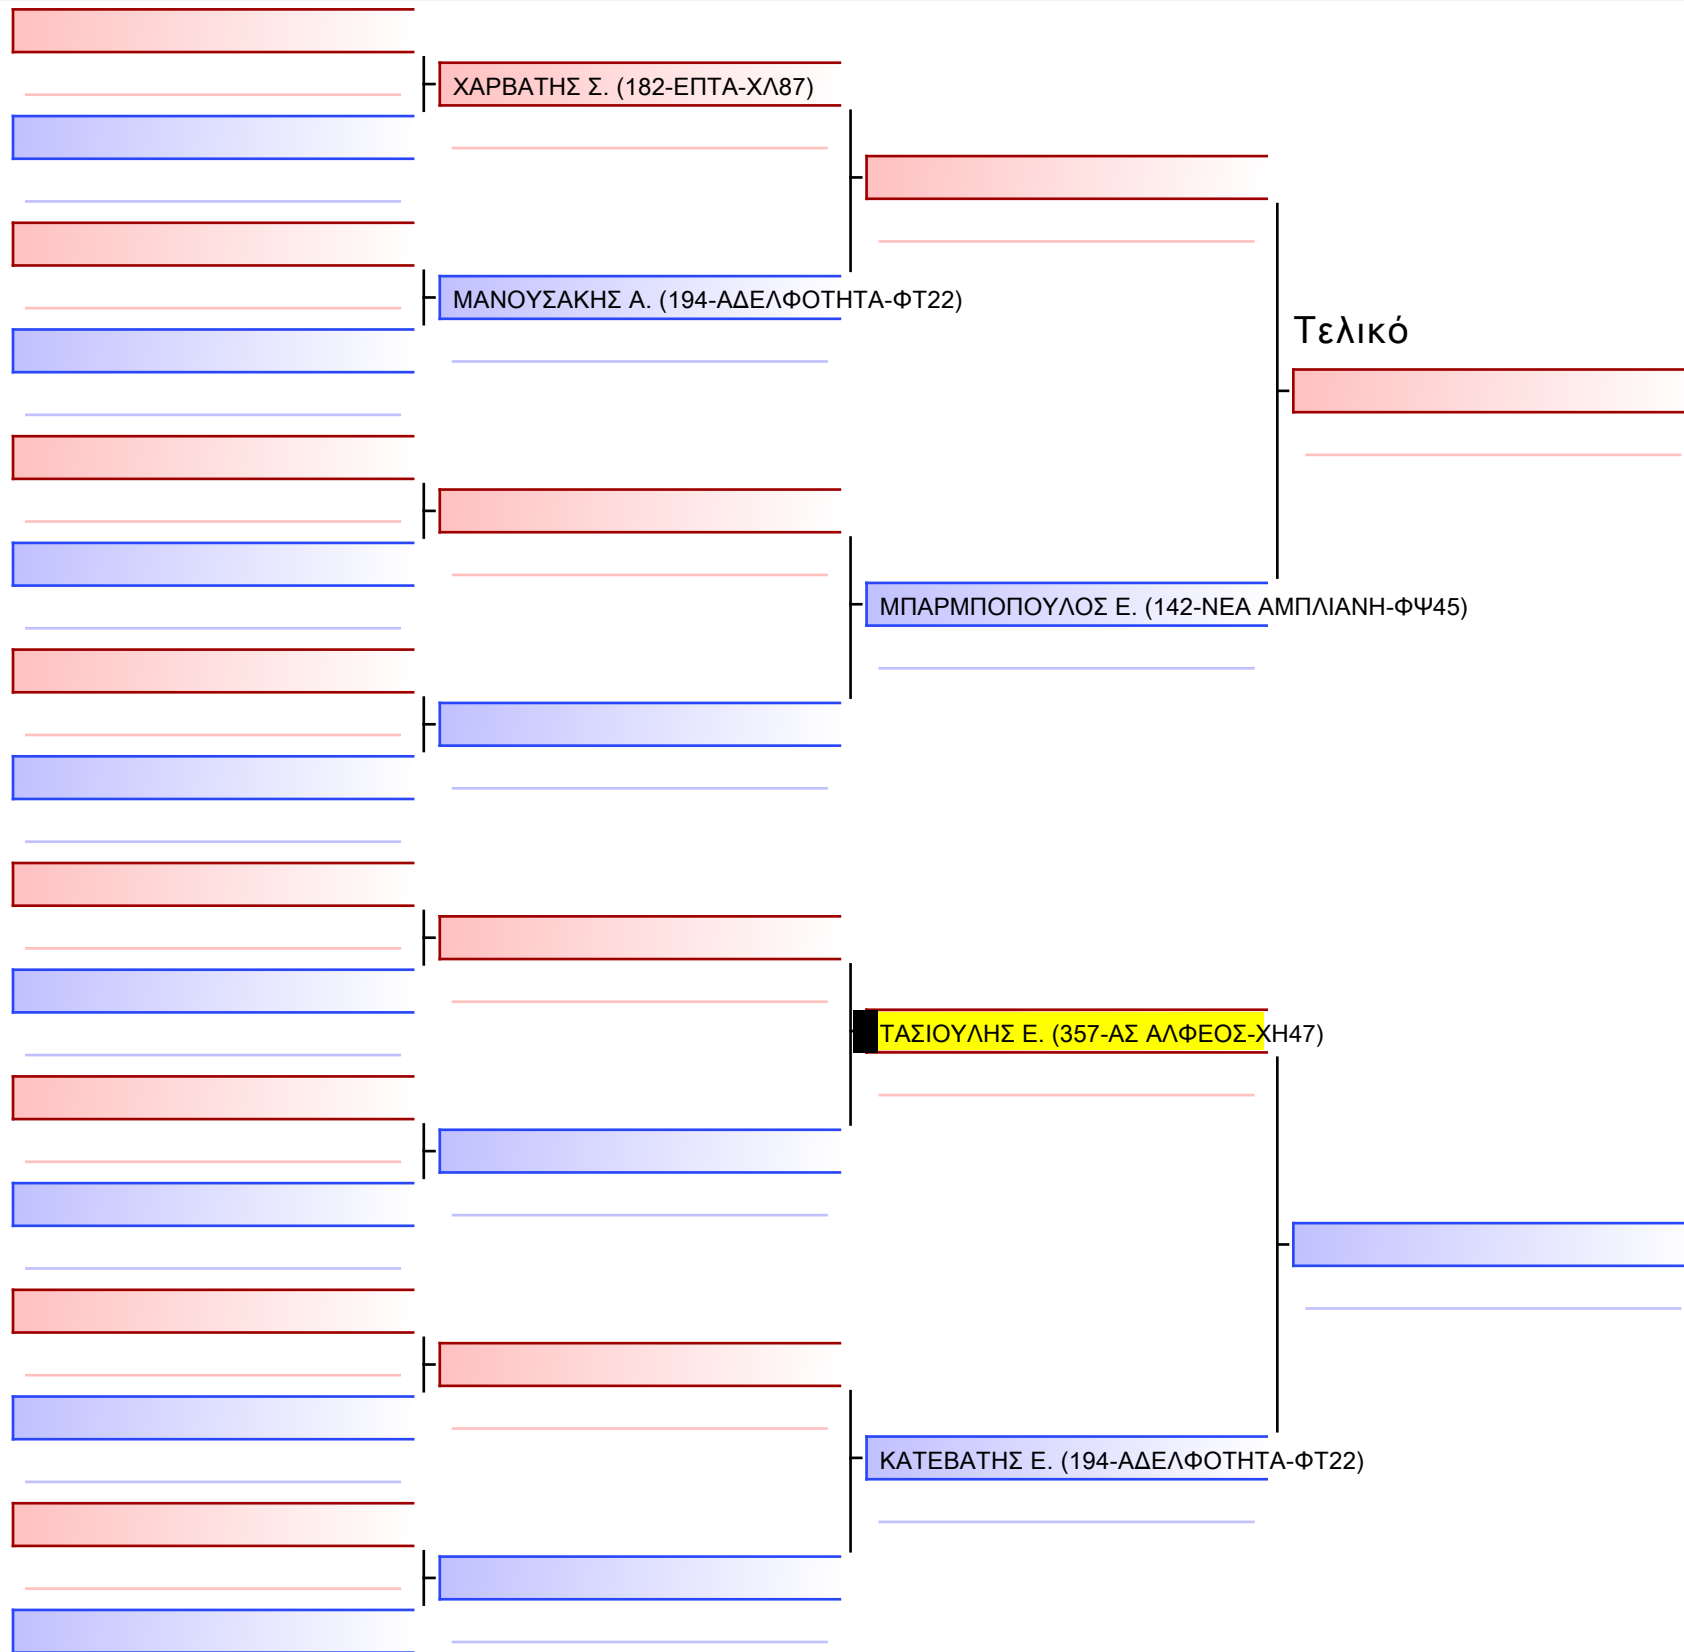 ΧΑΡΒΑΤΗΣ Σ. (182-ΕΠΤΑ-ΧΛ87)
ΜΑΝΟΥΣΑΚΗΣ Α. (194-ΑΔΕΛΦΟΤΗΤΑ-ΦΤ22)
Τελικό
ΜΠΑΡΜΠΟΠΟΥΛΟΣ Ε. (142-ΝΕΑ ΑΜΠΛΙΑΝΗ-ΦΨ45)
ΤΑΣΙΟΥΛΗΣ Ε. (357-ΑΣ ΑΛΦΕΟΣ-ΧΗ47)
ΚΑΤΕΒΑΤΗΣ Ε. (194-ΑΔΕΛΦΟΤΗΤΑ-ΦΤ22)